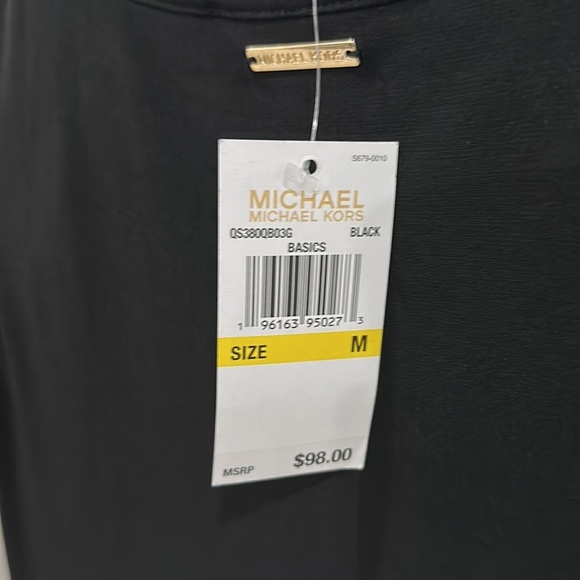 MICHAEL KORS
S679-0010
MICHAEL
MICHAEL KORS
QS380QB03G BLACK
BASICS
1 96163 95027 3
SIZE M
MSRP $98.00